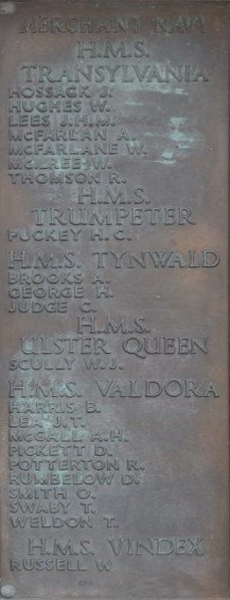 MERCHANT NAVY
H.M.S.
TRANSYLVANIA
HOSSACK J.
HUGHES W.
LEES J.H.M.
MCFARLAN A.
MCFARLANE W.
MCILREE W.
THOMSON R.
H.M.S.
TRUMPETER
PUCKEY H.C.
H.M.S. TYNWALD
BROOKS A.
GEORGE H.
JUDGE C.
H.M.S.
ULSTER QUEEN
SCULLY W.J.
H.M.S. VALDORA
HARRIS B.
LEA J.T.
MCCALL A.H.
PICKETT D.
POTTERTON R.
RUMBELOW D.
SMITH O.
SWABY T.
WELDON T.
H.M.S. VINDEX
RUSSELL W.